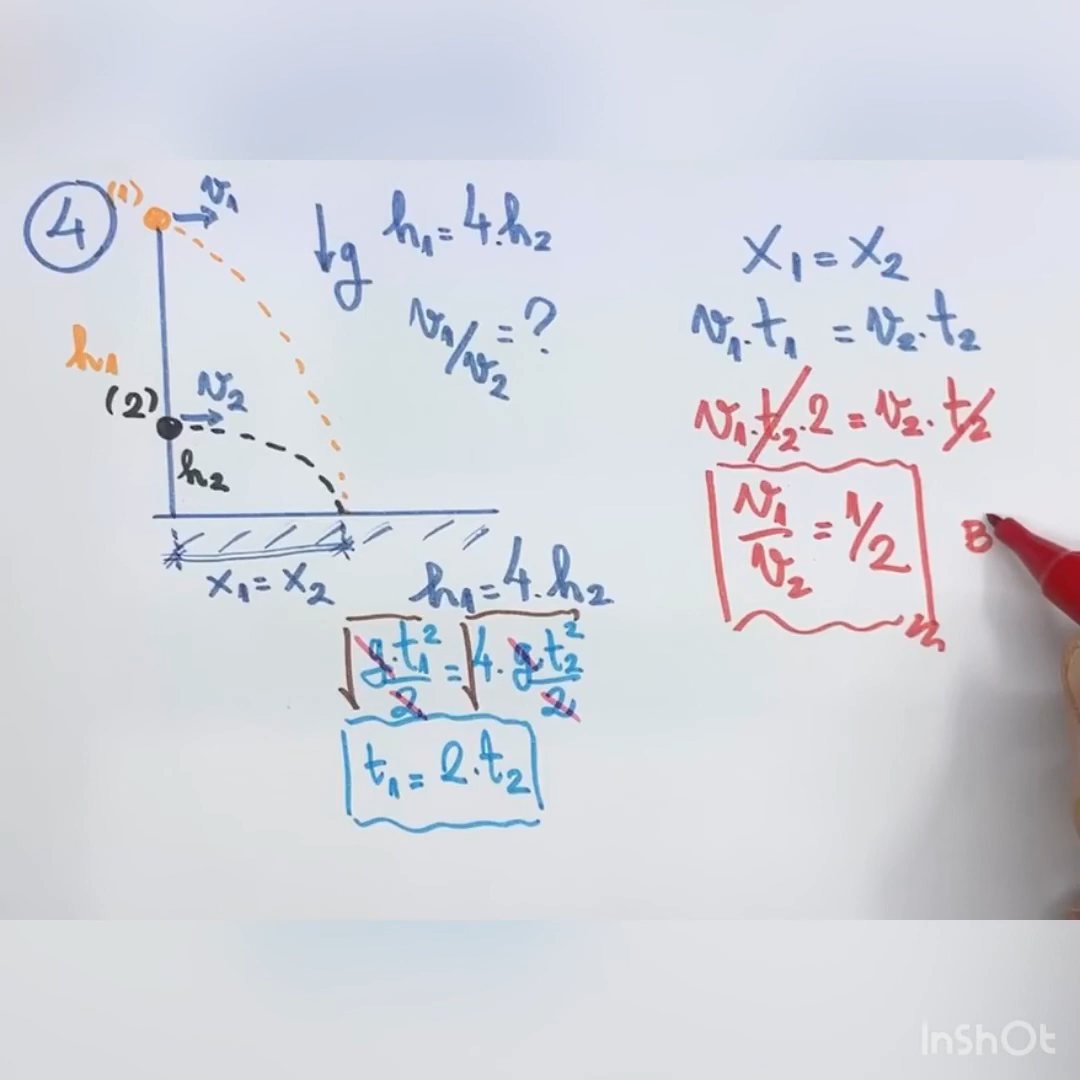 4
(1)
v₁
↓g
h₁ = 4.h₂
v₁/v₂ = ?
h₁
(2)
v₂
h₂
x₁ = x₂
h₁ = 4.h₂
√(g.t₁²/2) = √(4.g.t₂²/2)
t₁ = 2.t₂
x₁ = x₂
v₁.t₁ = v₂.t₂
v₁.t₂.2 = v₂.t₂
v₁/v₂ = 1/2
B
InShOt